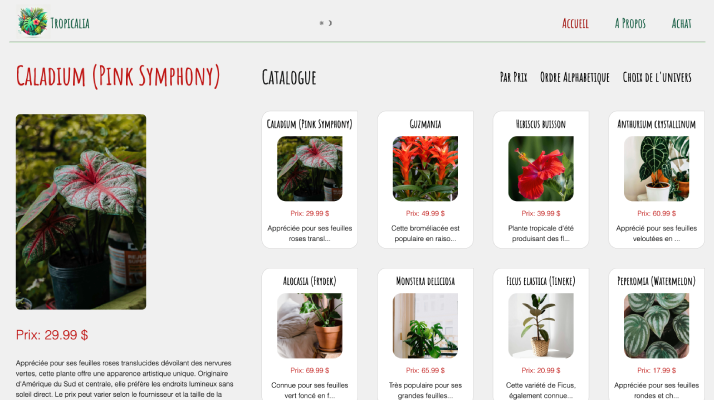 Tropicalia
Accueil
A Propos
Achat
Caladium (Pink Symphony)
Catalogue
Par Prix
Ordre Alphabetique
Choix de l'univers
Caladium (Pink Symphony)
Prix: 29.99 $
Appréciée pour ses feuilles
roses transl...
Guzmania
Prix: 49.99 $
Cette broméliacée est
populaire en raiso...
Hibiscus buisson
Prix: 39.99 $
Plante tropicale d'été
produisant des fl...
Anthurium crystallinum
Prix: 60.99 $
Apprécié pour ses feuilles
veloutées en ...
Prix: 29.99 $
Appréciée pour ses feuilles roses translucides dévoilant des nervures
vertes, cette plante offre une apparence artistique unique. Originaire
d'Amérique du Sud et centrale, elle préfère les endroits lumineux sans
soleil direct. Le prix peut varier selon le fournisseur et la taille de la
Alocasia (Frydek)
Prix: 69.99 $
Connue pour ses feuilles
vert foncé en f...
Monstera deliciosa
Prix: 65.99 $
Très populaire pour ses
grandes feuilles...
Ficus elastica (Tineke)
Prix: 20.99 $
Cette variété de Ficus,
également connue...
Peperomia (Watermelon)
Prix: 17.99 $
Appréciée pour ses feuilles
rondes et ch...